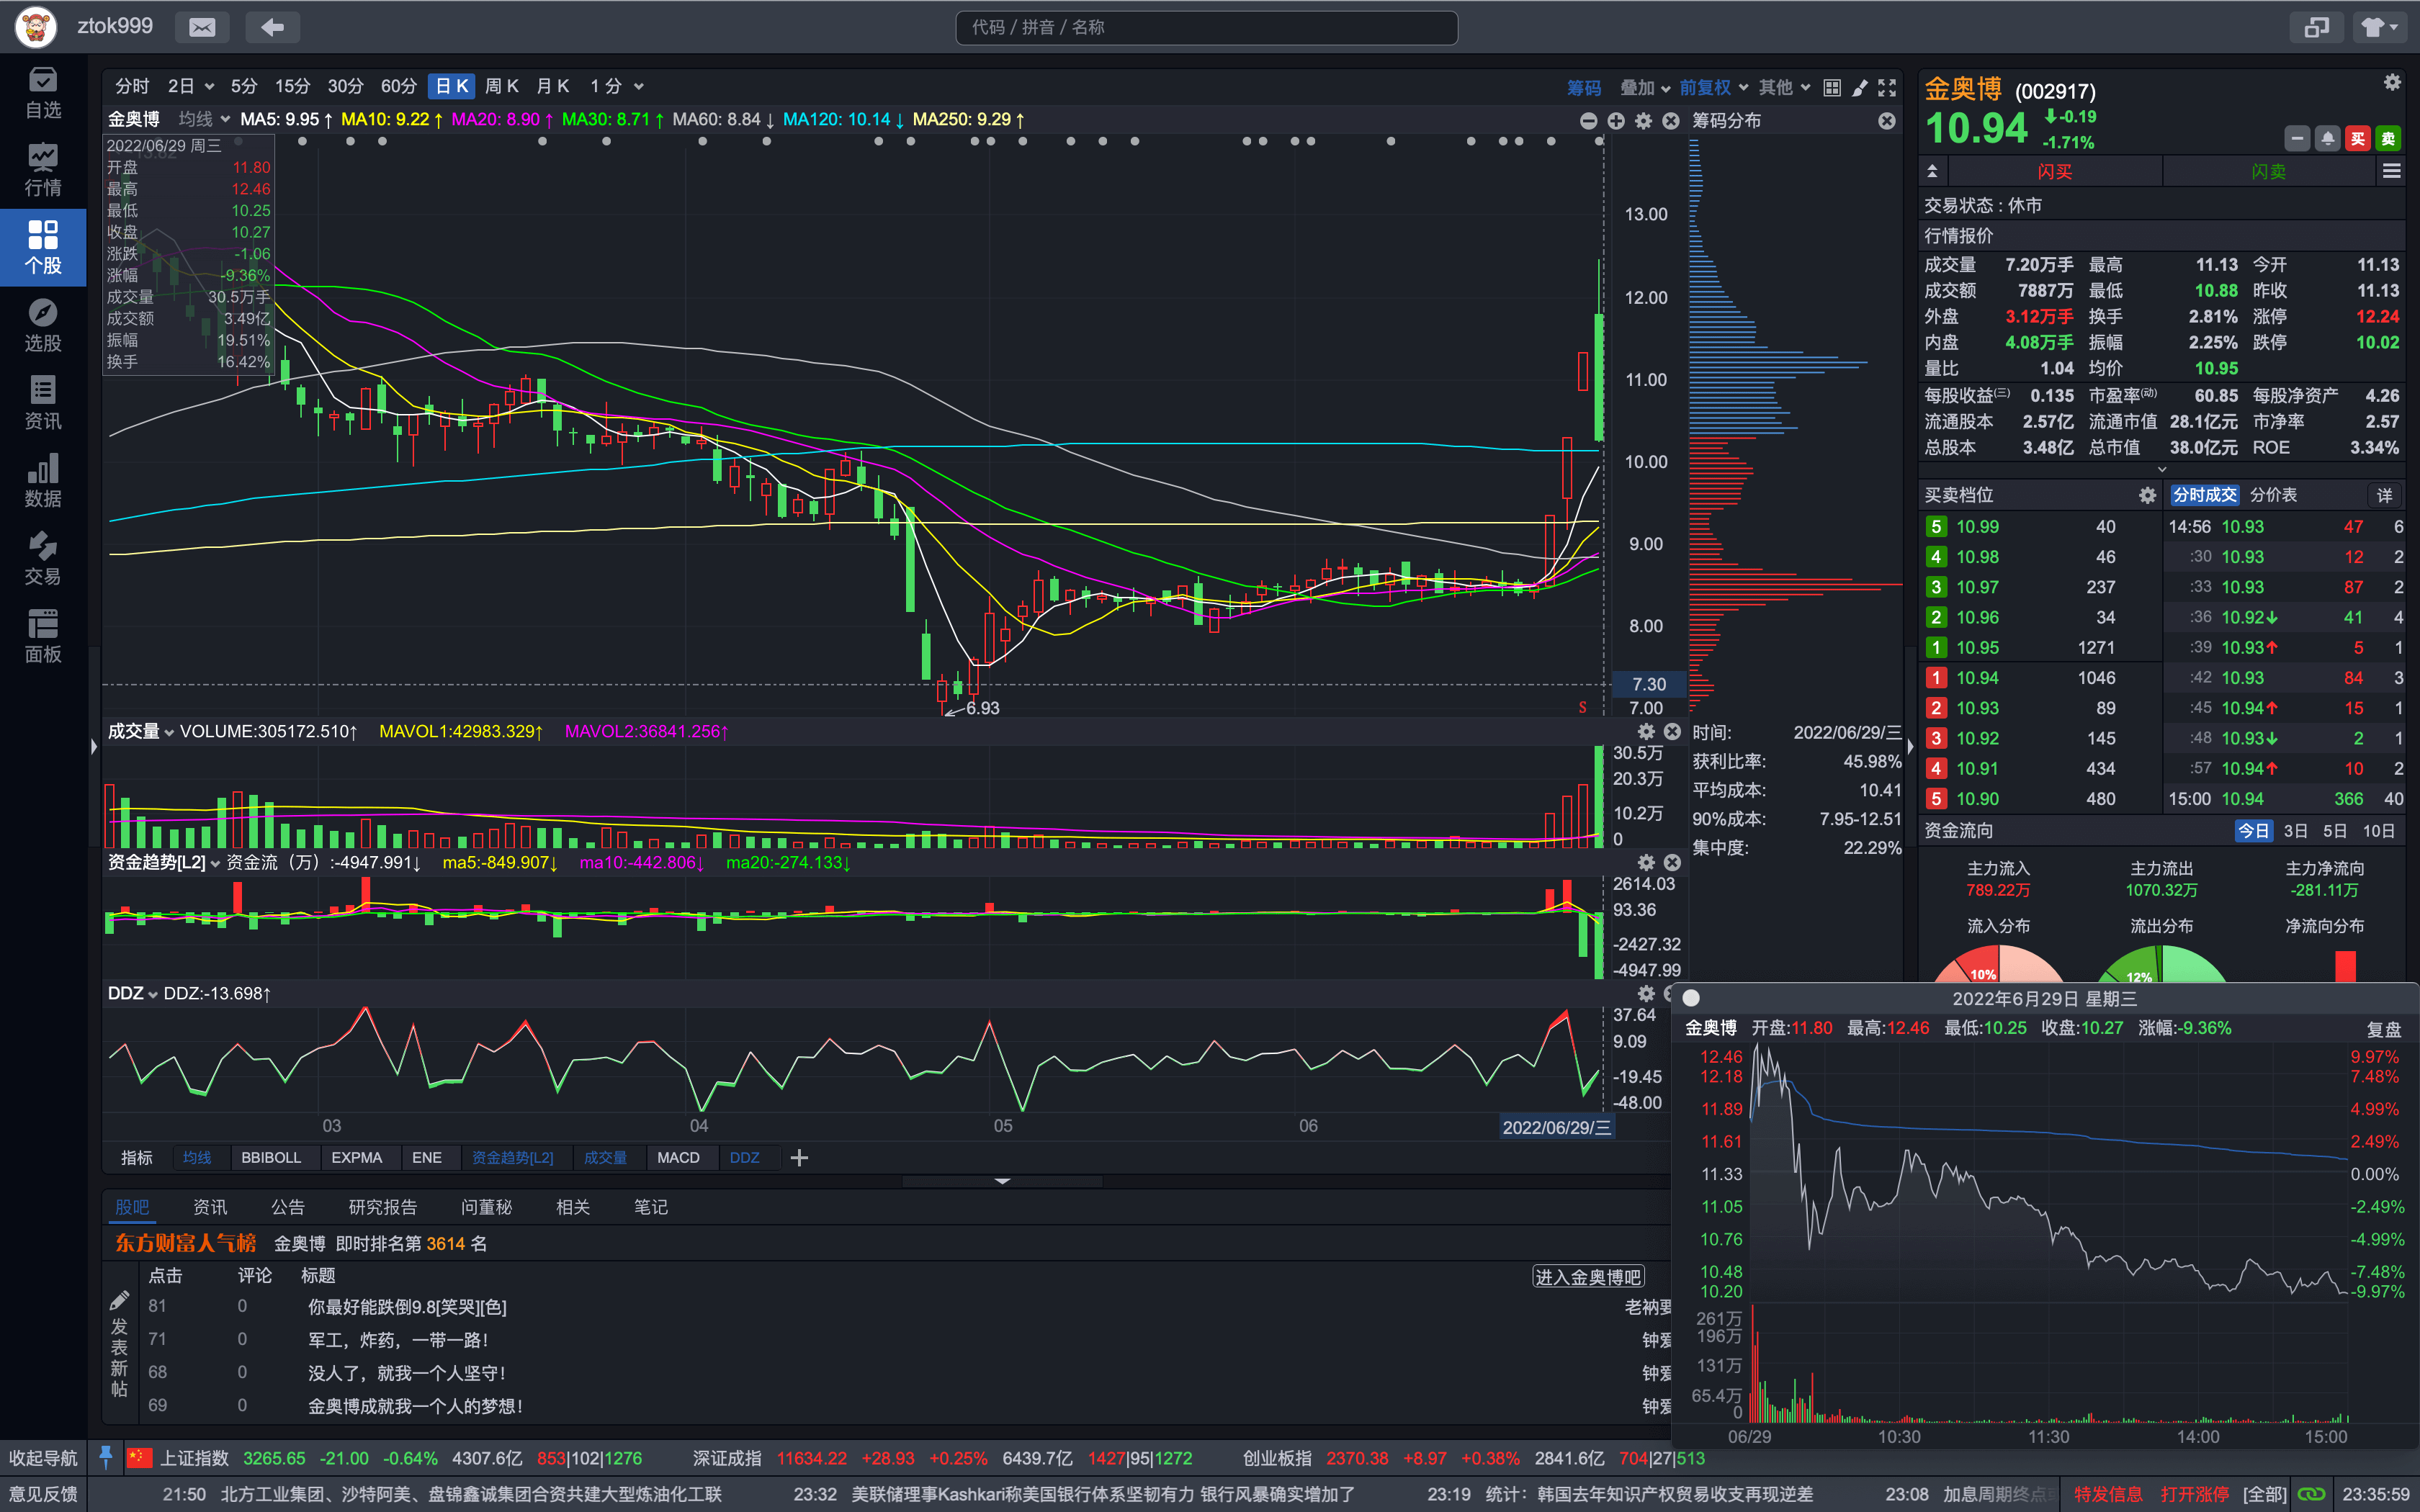 ztok999
代码 / 拼音 / 名称
自选
行情
个股
选股
资讯
数据
交易
面板
分时 2日 5分 15分 30分 60分 日K 周K 月K 1分 筹码 叠加 前复权 其他
金奥博 均线 MA5: 9.95↑ MA10: 9.22↑ MA20: 8.90↑ MA30: 8.71↑ MA60: 8.84↓ MA120: 10.14↓ MA250: 9.29↑
筹码分布
2022/06/29 周三
开盘 11.80
最高 12.46
最低 10.25
收盘 10.27
涨跌 -1.06
涨幅 -9.36%
成交量 30.5万手
成交额 3.49亿
振幅 19.51%
换手 16.42%
13.00
12.00
11.00
10.00
9.00
8.00
7.30
7.00
6.93
S
成交量 VOLUME:305172.510↑ MAVOL1:42983.329↑ MAVOL2:36841.256↑
30.5万
20.3万
10.2万
0
资金趋势[L2] 资金流（万）:-4947.991↓ ma5:-849.907↓ ma10:-442.806↓ ma20:-274.133↓
2614.03
93.36
-2427.32
-4947.99
DDZ DDZ:-13.698↑
37.64
9.09
-19.45
-48.00
03 04 05 06 2022/06/29/三
指标 均线 BBIBOLL EXPMA ENE 资金趋势[L2] 成交量 MACD DDZ
时间: 2022/06/29/三
获利比率: 45.98%
平均成本: 10.41
90%成本: 7.95-12.51
集中度: 22.29%
股吧 资讯 公告 研究报告 问董秘 相关 笔记
东方财富人气榜 金奥博 即时排名第 3614 名
点击 评论 标题 进入金奥博吧
81 0 你最好能跌倒9.8[笑哭][色] 老衲要
71 0 军工，炸药，一带一路！ 钟爱
68 0 没人了，就我一个人坚守！ 钟爱
69 0 金奥博成就我一个人的梦想！ 钟爱
发表新帖
金奥博 (002917)
10.94 -0.19
-1.71%
买 卖
闪买 闪卖
交易状态 : 休市
行情报价
成交量 7.20万手 最高 11.13 今开 11.13
成交额 7887万 最低 10.88 昨收 11.13
外盘 3.12万手 换手 2.81% 涨停 12.24
内盘 4.08万手 振幅 2.25% 跌停 10.02
量比 1.04 均价 10.95
每股收益(三) 0.135 市盈率(动) 60.85 每股净资产 4.26
流通股本 2.57亿 流通市值 28.1亿元 市净率 2.57
总股本 3.48亿 总市值 38.0亿元 ROE 3.34%
买卖档位 分时成交 分价表 详
5 10.99 40 14:56 10.93 47 6
4 10.98 46 :30 10.93 12 2
3 10.97 237 :33 10.93 87 2
2 10.96 34 :36 10.92↓ 41 4
1 10.95 1271 :39 10.93↑ 5 1
1 10.94 1046 :42 10.93 84 3
2 10.93 89 :45 10.94↑ 15 1
3 10.92 145 :48 10.93↓ 2 1
4 10.91 434 :57 10.94↑ 10 2
5 10.90 480 15:00 10.94 366 40
资金流向 今日 3日 5日 10日
主力流入 主力流出 主力净流向
789.22万 1070.32万 -281.11万
流入分布 流出分布 净流向分布
10% 12%
2022年6月29日 星期三
金奥博 开盘:11.80 最高:12.46 最低:10.25 收盘:10.27 涨幅:-9.36% 复盘
12.46 9.97%
12.18 7.48%
11.89 4.99%
11.61 2.49%
11.33 0.00%
11.05 -2.49%
10.76 -4.99%
10.48 -7.48%
10.20 -9.97%
261万
196万
131万
65.4万
0
06/29 10:30 11:30 14:00 15:00
收起导航 上证指数 3265.65 -21.00 -0.64% 4307.6亿 853|102|1276 深证成指 11634.22 +28.93 +0.25% 6439.7亿 1427|95|1272 创业板指 2370.38 +8.97 +0.38% 2841.6亿 704|27|513
意见反馈 21:50 北方工业集团、沙特阿美、盘锦鑫诚集团合资共建大型炼油化工联 23:32 美联储理事Kashkari称美国银行体系坚韧有力 银行风暴确实增加了 23:19 统计：韩国去年知识产权贸易收支再现逆差 23:08 加息周期终点 特发信息 打开涨停 [全部] 23:35:59